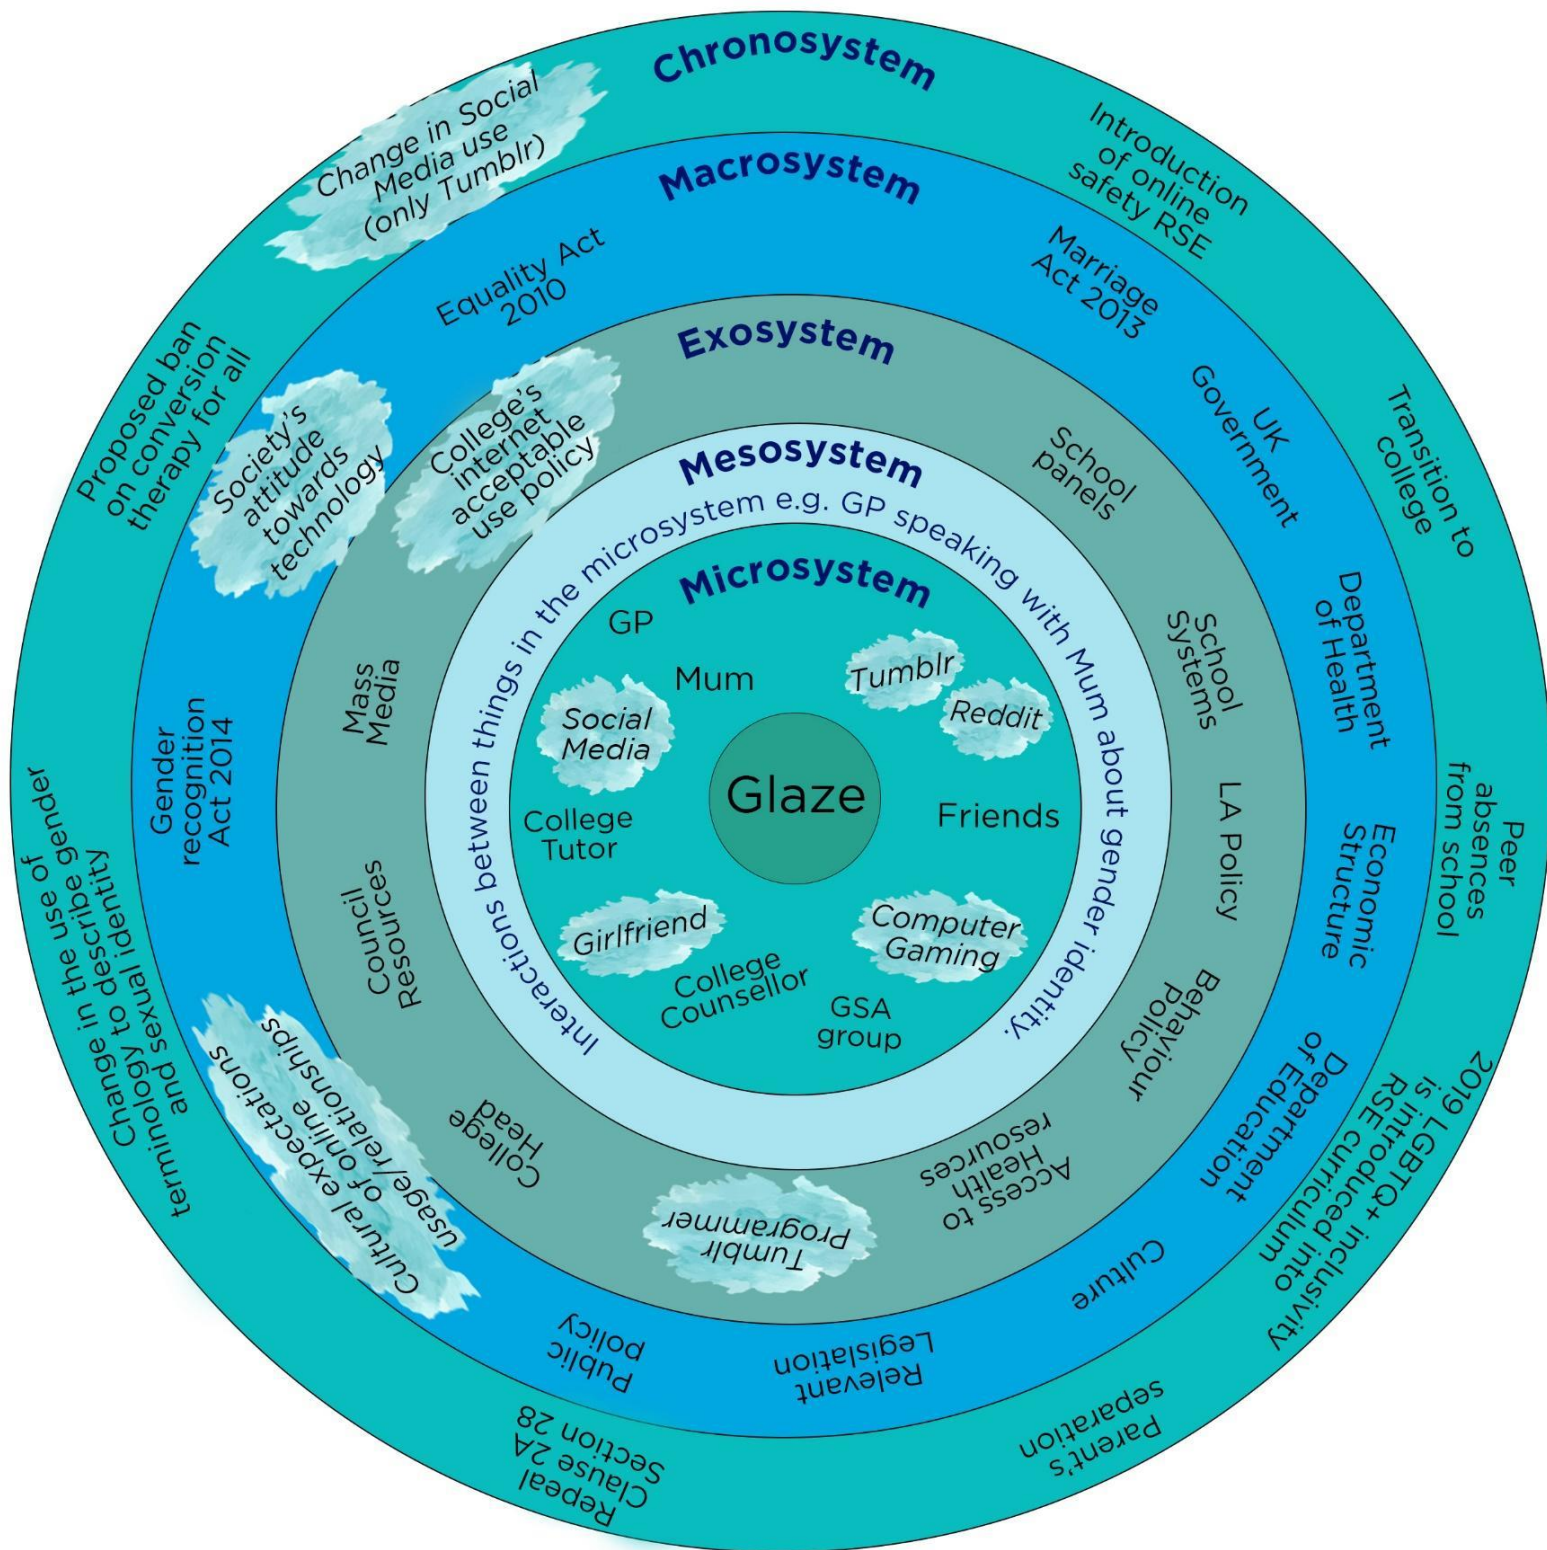 Chronosystem
Introduction
of online
safety RSE
Transition to
college
Peer
absences
from school
2019 LGBTQ+ inclusivity
is introduced into
RSE curriculum
Parent's
separation
Repeal
Clause 2A
Section 28
Change in the use of
terminology to describe gender
and sexual identity
Proposed ban
on conversion
therapy for all
Change in Social
Media use
(only Tumblr)
Macrosystem
Marriage
Act 2013
UK
Government
Department
of Health
Economic
Structure
Department
of Education
Culture
Relevant
Legislation
Public
policy
Cultural expectations
of online
usage/relationships
Gender
recognition
Act 2014
Society's
attitude
towards
technology
Equality Act
2010
Exosystem
School
panels
School
Systems
LA Policy
Behaviour
Policy
Access to
Health
resources
Tumblr
Programmer
College
Head
Council
Resources
Mass
Media
College's
internet
acceptable
use policy
Mesosystem
Interactions between things in the microsystem e.g. GP speaking with Mum about gender identity.
Microsystem
GP
Mum
Tumblr
Reddit
Social
Media
Glaze
College
Tutor
Friends
Girlfriend
Computer
Gaming
College
Counsellor
GSA
group